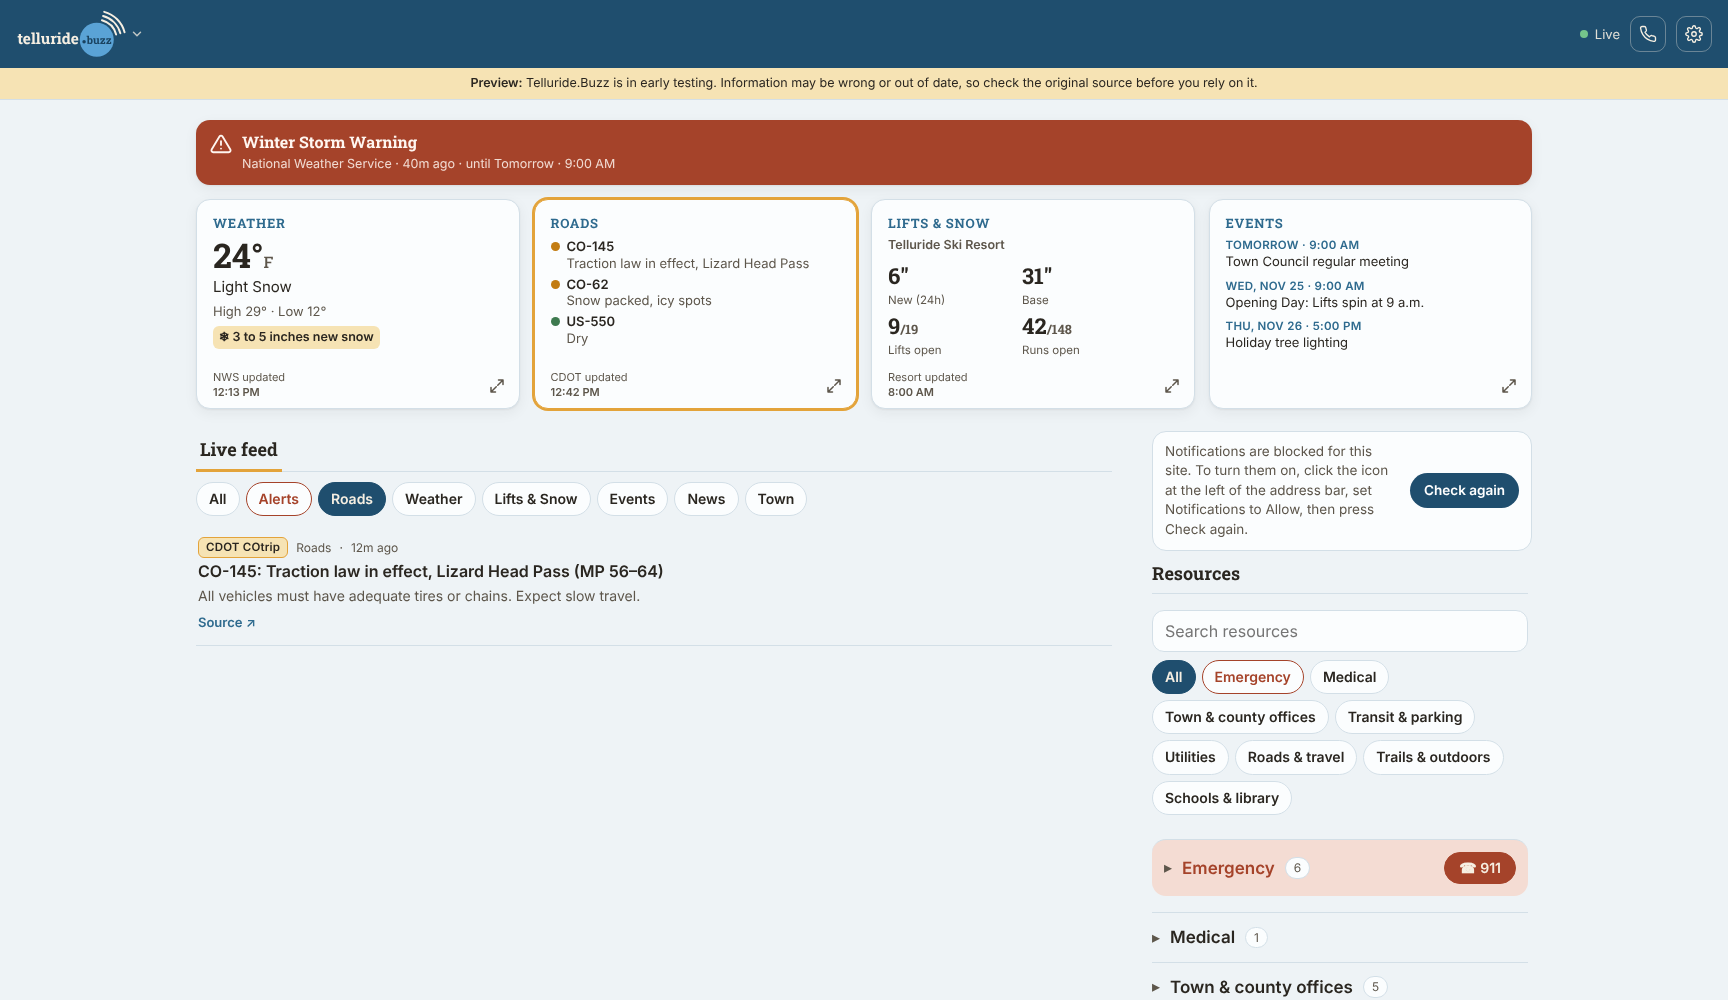 telluride.buzz
Live
Preview: Telluride.Buzz is in early testing. Information may be wrong or out of date, so check the original source before you rely on it.
Winter Storm Warning
National Weather Service · 40m ago · until Tomorrow · 9:00 AM
WEATHER
24°F
Light Snow
High 29° · Low 12°
❄ 3 to 5 inches new snow
NWS updated
12:13 PM
ROADS
CO-145
Traction law in effect, Lizard Head Pass
CO-62
Snow packed, icy spots
US-550
Dry
CDOT updated
12:42 PM
LIFTS & SNOW
Telluride Ski Resort
6" 31"
New (24h) Base
9/19 42/148
Lifts open Runs open
Resort updated
8:00 AM
EVENTS
TOMORROW · 9:00 AM
Town Council regular meeting
WED, NOV 25 · 9:00 AM
Opening Day: Lifts spin at 9 a.m.
THU, NOV 26 · 5:00 PM
Holiday tree lighting
Live feed
All Alerts Roads Weather Lifts & Snow Events News Town
CDOT COtrip Roads · 12m ago
CO-145: Traction law in effect, Lizard Head Pass (MP 56–64)
All vehicles must have adequate tires or chains. Expect slow travel.
Source ↗
Notifications are blocked for this
site. To turn them on, click the icon
at the left of the address bar, set
Notifications to Allow, then press
Check again.
Check again
Resources
Search resources
All Emergency Medical
Town & county offices Transit & parking
Utilities Roads & travel Trails & outdoors
Schools & library
▶ Emergency 6 ☎ 911
▶ Medical 1
▶ Town & county offices 5